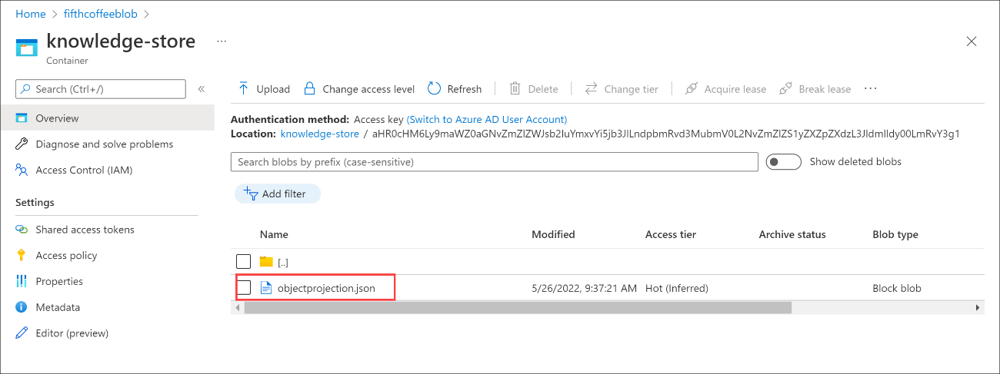 Home > fifthcoffeeblob >
knowledge-store ...
Container
Search (Ctrl+/) «
Overview
Diagnose and solve problems
Access Control (IAM)
Settings
Shared access tokens
Access policy
Properties
Metadata
Editor (preview)
Upload Change access level Refresh Delete Change tier Acquire lease Break lease ...
Authentication method: Access key (Switch to Azure AD User Account)
Location: knowledge-store / aHR0cHM6Ly9maWZ0aGNvZmZlZWJsb2IuYmxvYi5jb3JlLndpbmRvd3MubmV0L2NvZmZlZS1yZXZpZXdzL3Jldmlldy00LmRvY3g1
Search blobs by prefix (case-sensitive) Show deleted blobs
Add filter
Name Modified Access tier Archive status Blob type
[..]
objectprojection.json 5/26/2022, 9:37:21 AM Hot (Inferred) Block blob